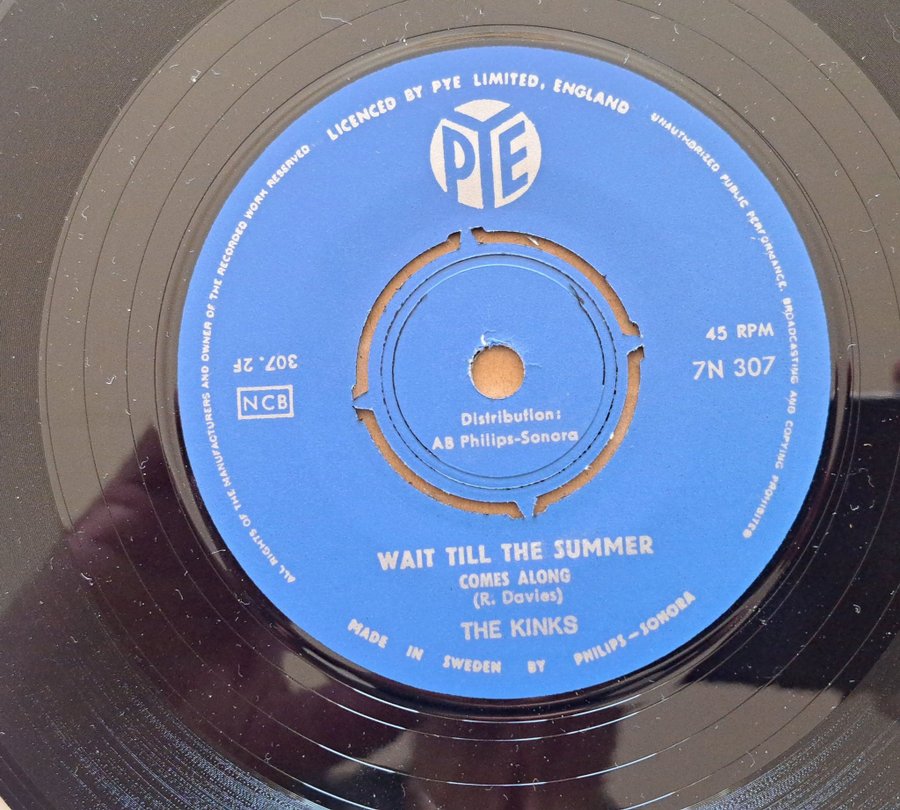 LICENCED BY PYE LIMITED, ENGLAND
UNAUTHORIZED PUBLIC PERFORMANCE, BROADCASTING AND COPYING PROHIBITED
ALL RIGHTS OF THE MANUFACTURERS AND OWNER OF THE RECORDED WORK RESERVED
PYE
45 RPM
7N 307
307.2F
NCB
Distribution:
AB Philips-Sonora
WAIT TILL THE SUMMER
COMES ALONG
(R. Davies)
THE KINKS
MADE IN SWEDEN BY PHILIPS-SONORA